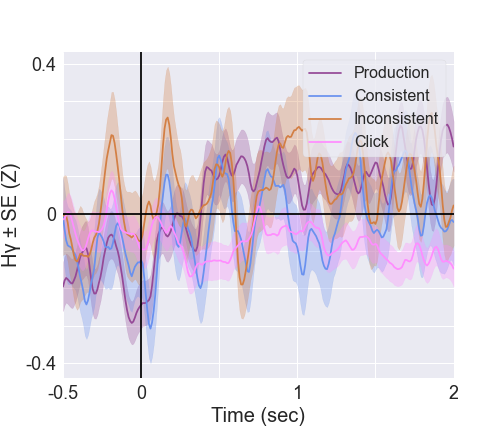 0.4
0
-0.4
Hγ ± SE (Z)
Production
Consistent
Inconsistent
Click
-0.5 0 1 2
Time (sec)